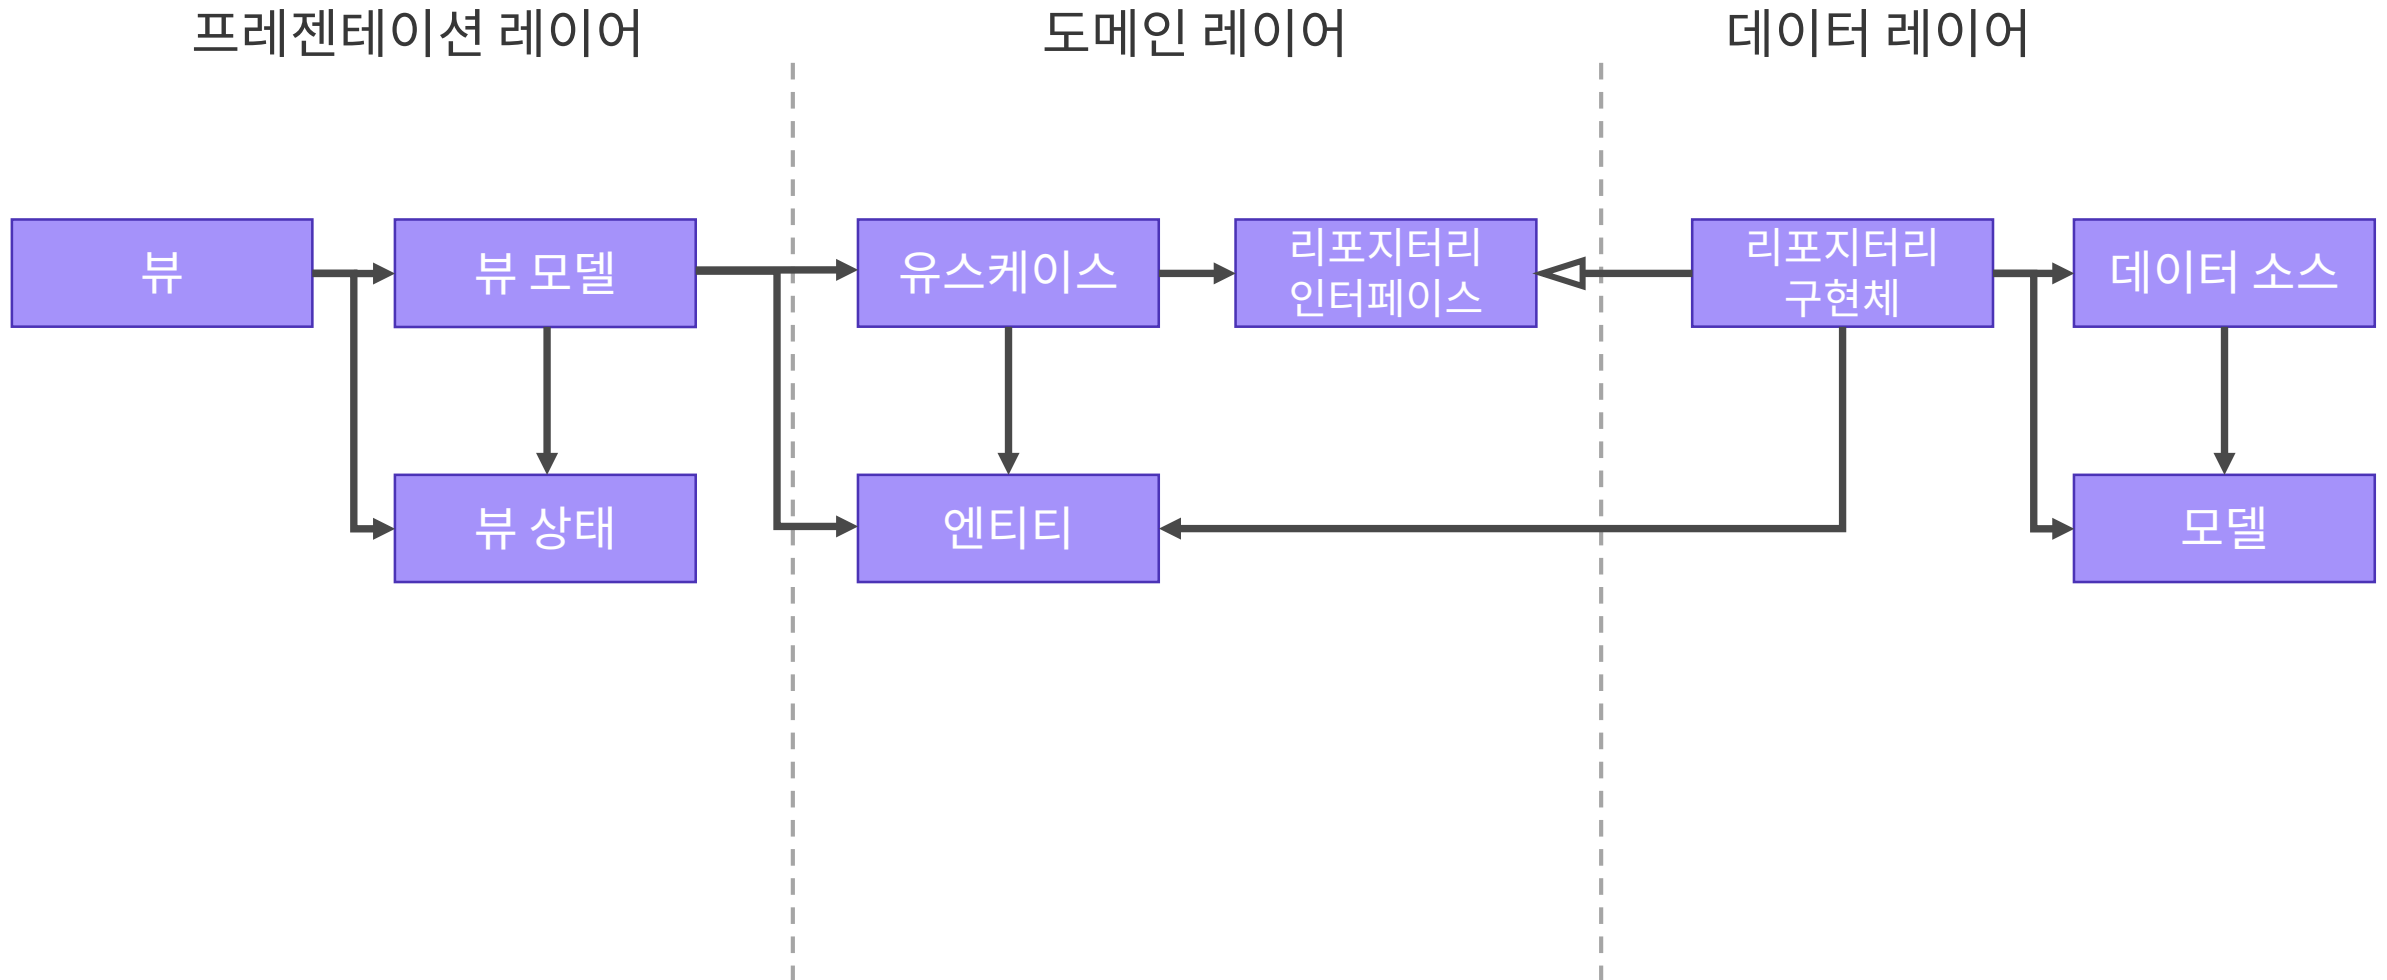 프레젠테이션 레이어
도메인 레이어
데이터 레이어
뷰
뷰 모델
유스케이스
리포지터리
인터페이스
리포지터리
구현체
데이터 소스
뷰 상태
엔티티
모델